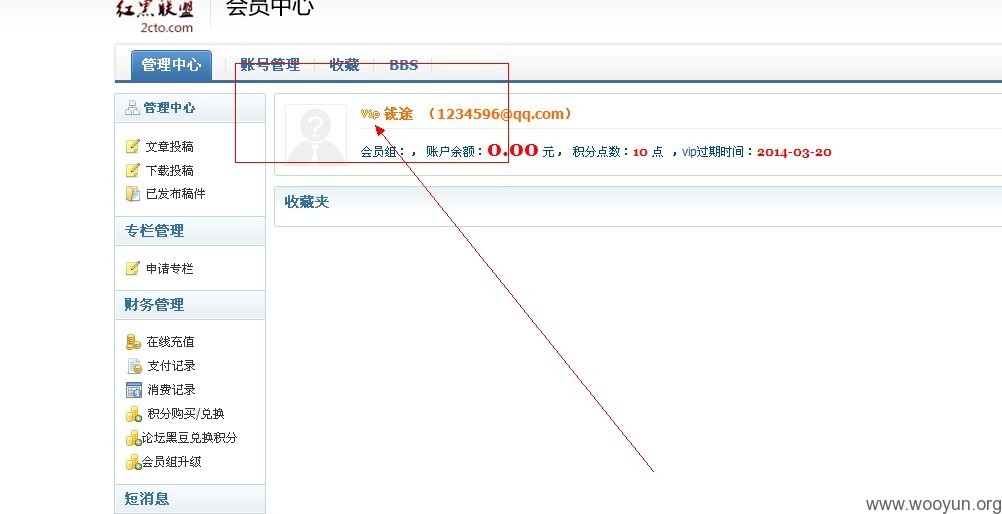 红黑联盟
2cto.com
会员中心
管理中心 账号管理 收藏 BBS
管理中心
文章投稿
下载投稿
已发布稿件
专栏管理
申请专栏
财务管理
在线充值
支付记录
消费记录
积分购买/兑换
论坛黑豆兑换积分
会员组升级
短消息
Vip 钱途 （1234596@qq.com）
会员组：， 账户余额：0.00 元， 积分点数：10 点 ，vip过期时间：2014-03-20
收藏夹
www.wooyun.org